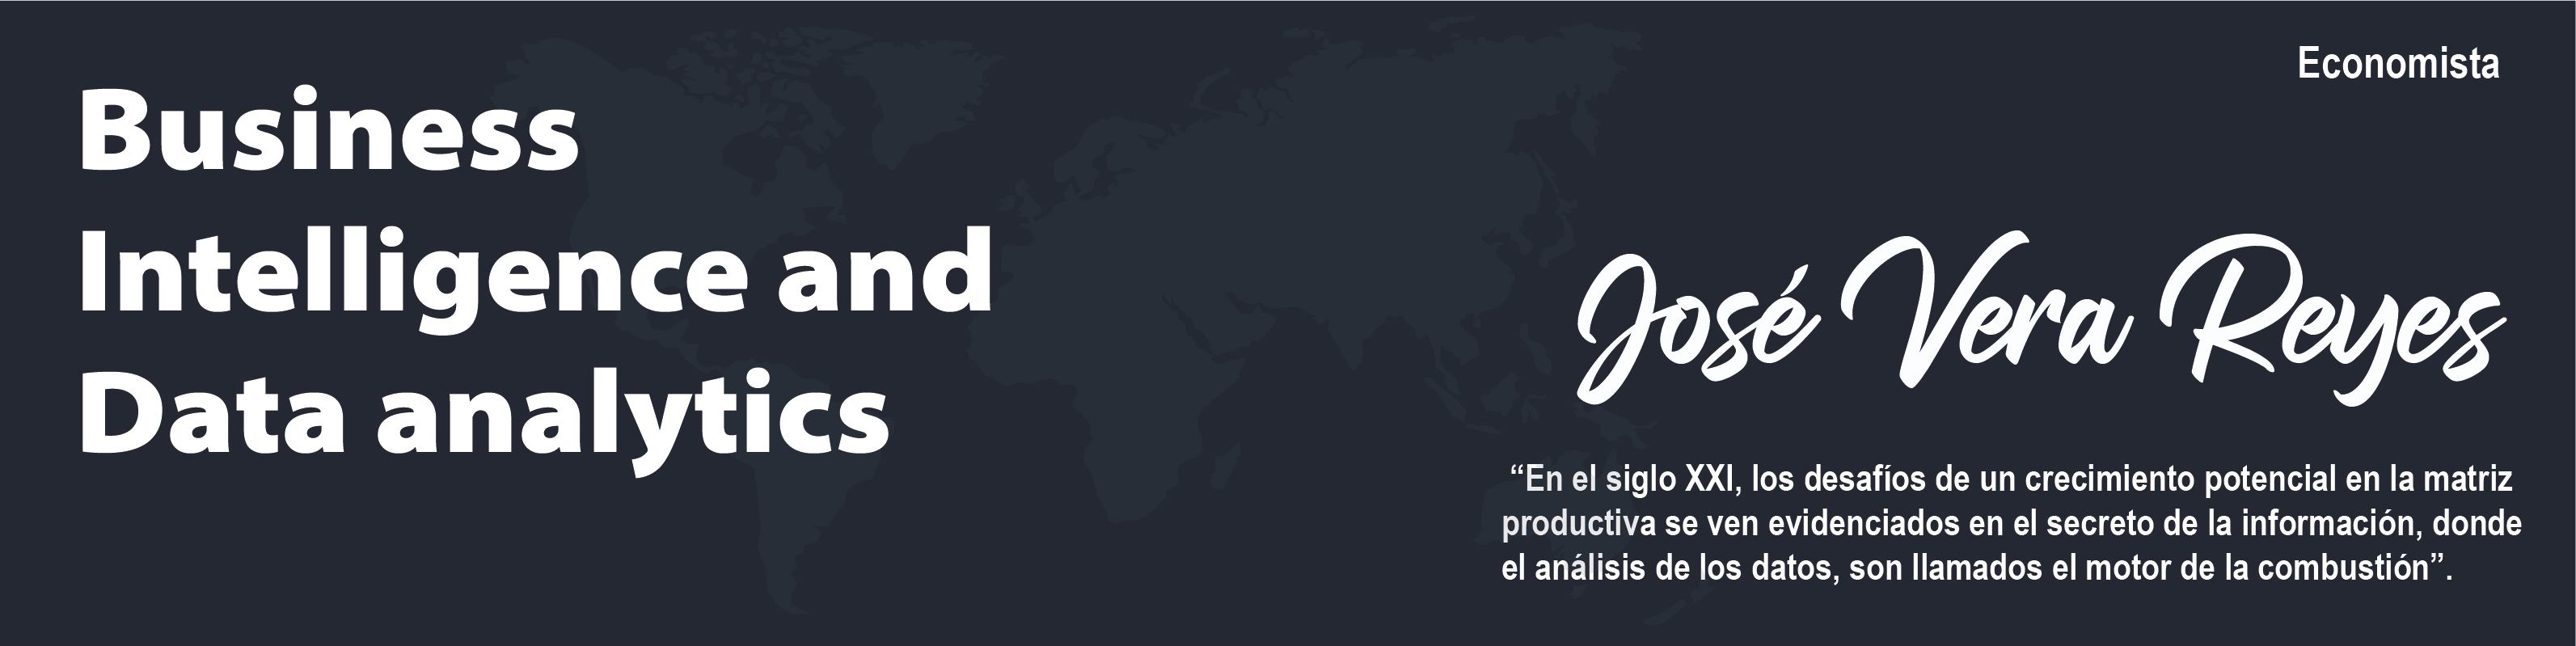 Business
Intelligence and
Data analytics
Economista
José Vera Reyes
“En el siglo XXI, los desafíos de un crecimiento potencial en la matriz
productiva se ven evidenciados en el secreto de la información, donde
el análisis de los datos, son llamados el motor de la combustión”.